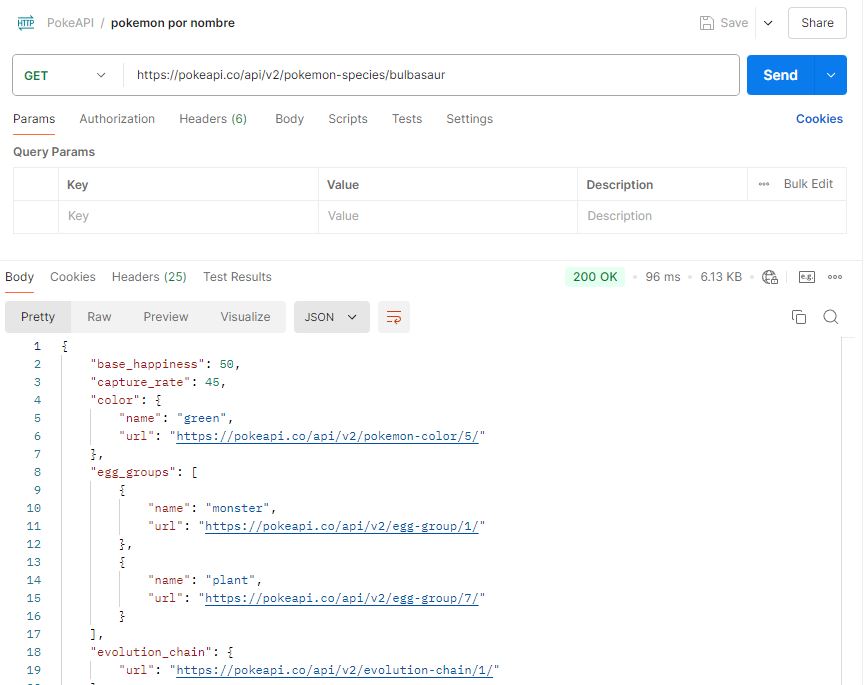 HTTP PokeAPI / pokemon por nombre Save Share
GET https://pokeapi.co/api/v2/pokemon-species/bulbasaur Send
Params Authorization Headers (6) Body Scripts Tests Settings Cookies
Query Params
Key Value Description Bulk Edit
Key Value Description
Body Cookies Headers (25) Test Results 200 OK 96 ms 6.13 KB e.g.
Pretty Raw Preview Visualize JSON
1 {
2 "base_happiness": 50,
3 "capture_rate": 45,
4 "color": {
5 "name": "green",
6 "url": "https://pokeapi.co/api/v2/pokemon-color/5/"
7 },
8 "egg_groups": [
9 {
10 "name": "monster",
11 "url": "https://pokeapi.co/api/v2/egg-group/1/"
12 },
13 {
14 "name": "plant",
15 "url": "https://pokeapi.co/api/v2/egg-group/7/"
16 }
17 ],
18 "evolution_chain": {
19 "url": "https://pokeapi.co/api/v2/evolution-chain/1/"